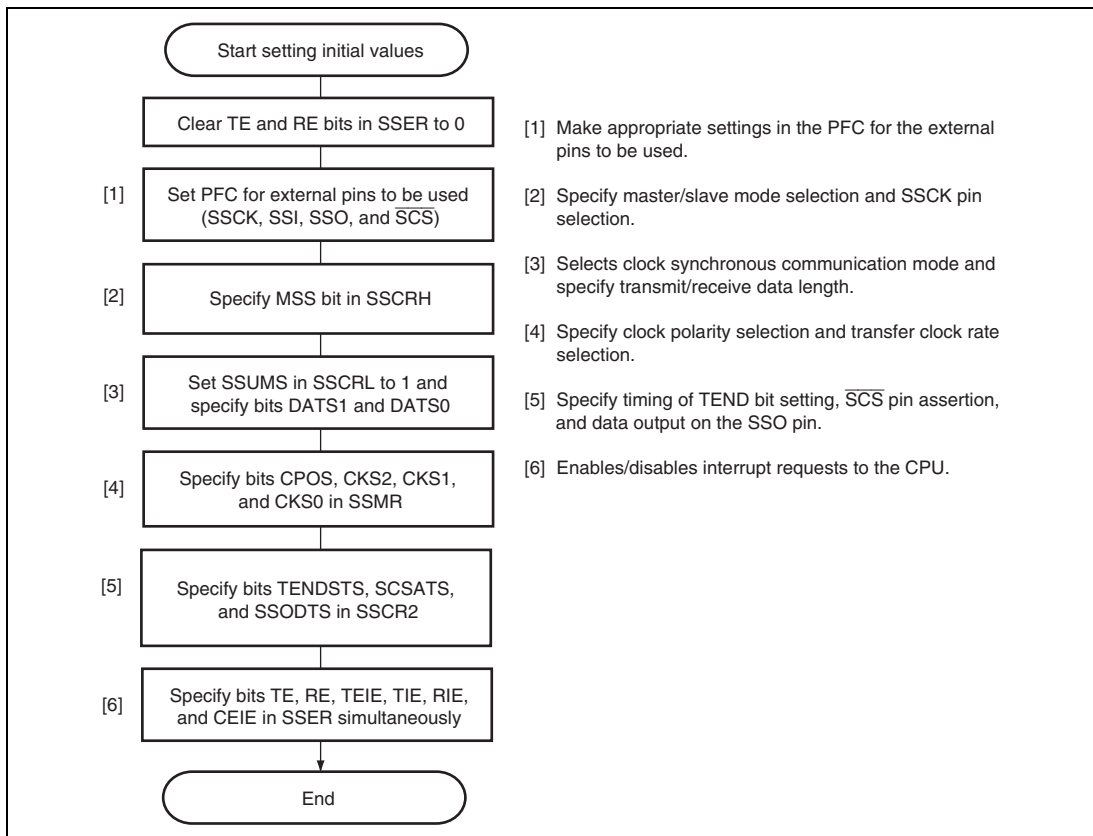 Start setting initial values
Clear TE and RE bits in SSER to 0
[1]
Set PFC for external pins to be used
(SSCK, SSI, SSO, and S̅C̅S̅)
[2]
Specify MSS bit in SSCRH
[3]
Set SSUMS in SSCRL to 1 and
specify bits DATS1 and DATS0
[4]
Specify bits CPOS, CKS2, CKS1,
and CKS0 in SSMR
[5]
Specify bits TENDSTS, SCSATS,
and SSODTS in SSCR2
[6]
Specify bits TE, RE, TEIE, TIE, RIE,
and CEIE in SSER simultaneously
End
[1] Make appropriate settings in the PFC for the external
pins to be used.
[2] Specify master/slave mode selection and SSCK pin
selection.
[3] Selects clock synchronous communication mode and
specify transmit/receive data length.
[4] Specify clock polarity selection and transfer clock rate
selection.
[5] Specify timing of TEND bit setting, S̅C̅S̅ pin assertion,
and data output on the SSO pin.
[6] Enables/disables interrupt requests to the CPU.